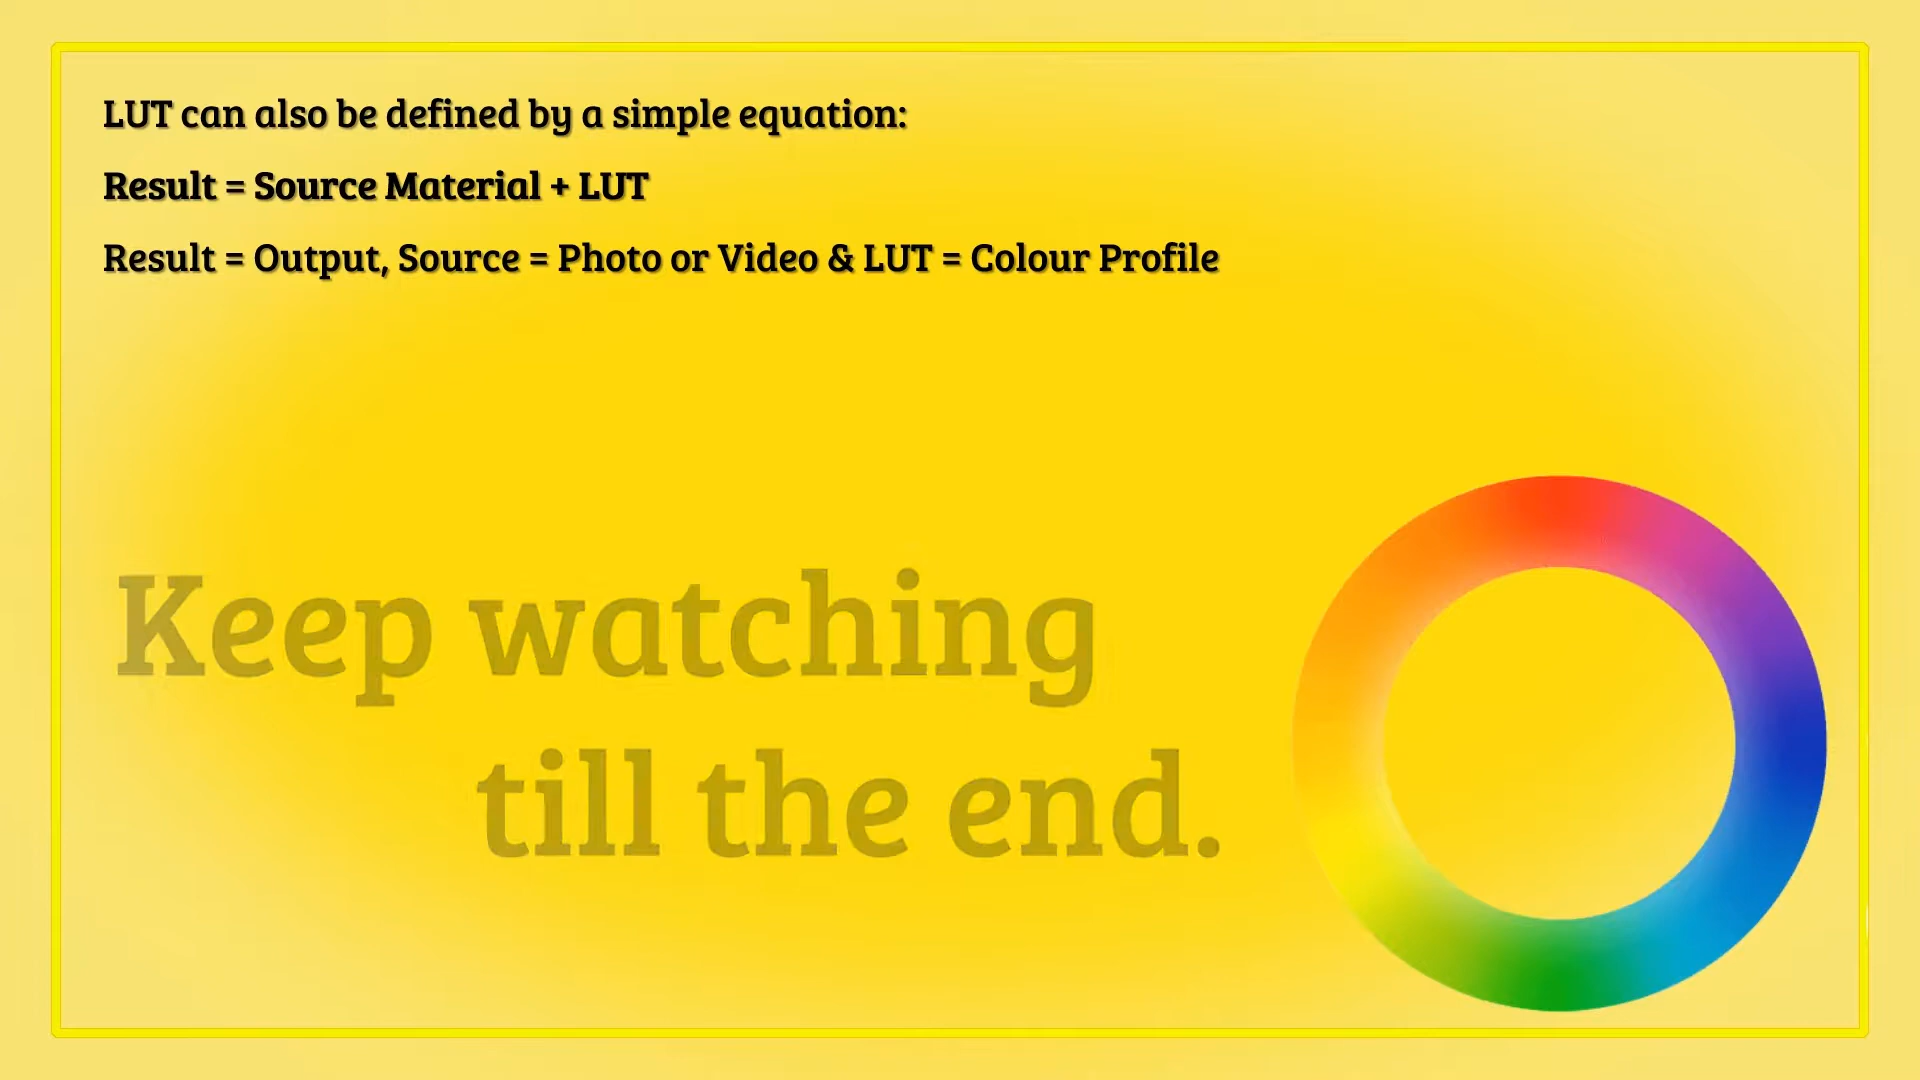 LUT can also be defined by a simple equation:
Result = Source Material + LUT
Result = Output, Source = Photo or Video & LUT = Colour Profile
Keep watching
till the end.